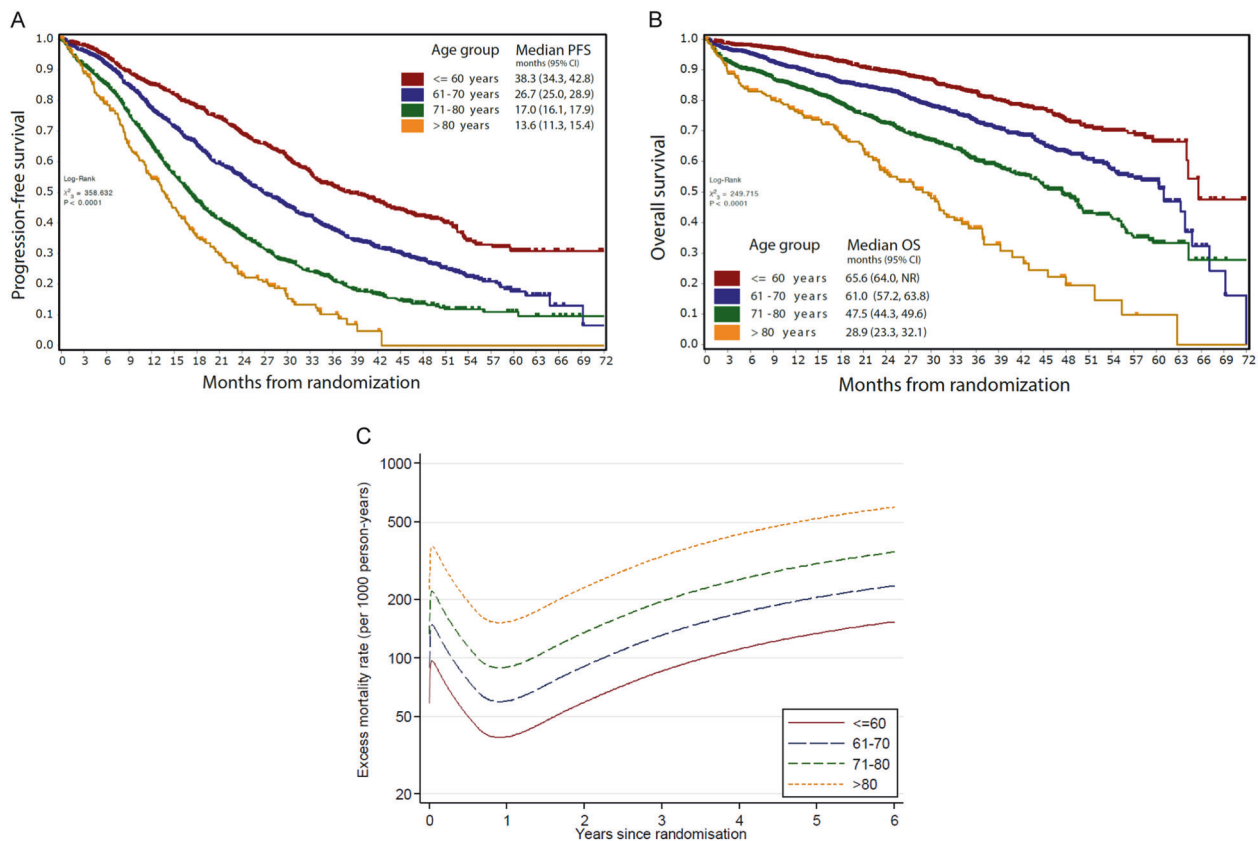 A
Progression-free survival
1.0
0.9
0.8
0.7
0.6
0.5
0.4
0.3
0.2
0.1
0.0
Age group Median PFS
months (95% CI)
<= 60 years 38.3 (34.3, 42.8)
61-70 years 26.7 (25.0, 28.9)
71-80 years 17.0 (16.1, 17.9)
>80 years 13.6 (11.3, 15.4)
Log-Rank
χ²₃ = 358.632
P < 0.0001
0 3 6 9 12 15 18 21 24 27 30 33 36 39 42 45 48 51 54 57 60 63 66 69 72
Months from randomization
B
Overall survival
1.0
0.9
0.8
0.7
0.6
0.5
0.4
0.3
0.2
0.1
0.0
Log-Rank
χ²₃ = 249.715
P < 0.0001
Age group Median OS
months (95% CI)
<= 60 years 65.6 (64.0, NR)
61-70 years 61.0 (57.2, 63.8)
71-80 years 47.5 (44.3, 49.6)
> 80 years 28.9 (23.3, 32.1)
0 3 6 9 12 15 18 21 24 27 30 33 36 39 42 45 48 51 54 57 60 63 66 69 72
Months from randomization
C
Excess mortality rate (per 1000 person-years)
1000
500
200
100
50
20
<=60
61-70
71-80
>80
0 1 2 3 4 5 6
Years since randomisation